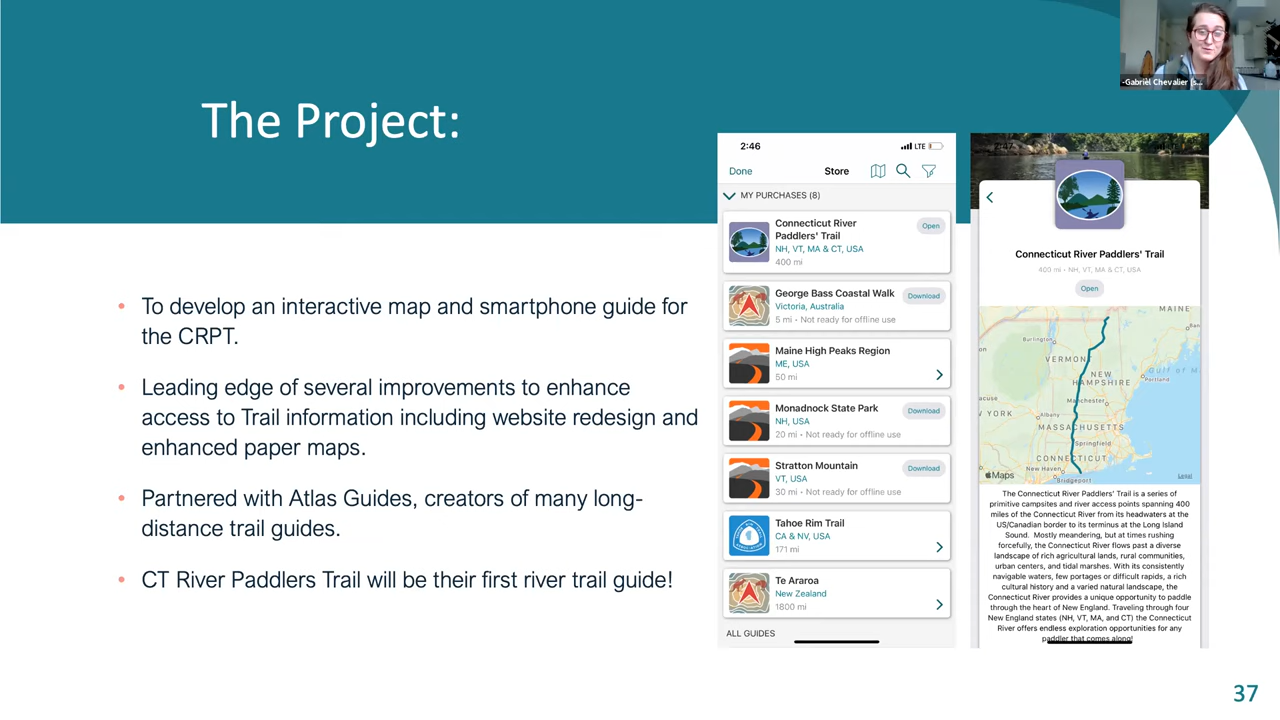 -Gabriel Chevalier (s...
The Project:
To develop an interactive map and smartphone guide for
the CRPT.
Leading edge of several improvements to enhance
access to Trail information including website redesign and
enhanced paper maps.
Partnered with Atlas Guides, creators of many long-
distance trail guides.
CT River Paddlers Trail will be their first river trail guide!
2:46
LTE
Done
Store
MY PURCHASES (8)
Connecticut River
Paddlers' Trail
Open
NH, VT, MA & CT, USA
400 mi
George Bass Coastal Walk
Download
Victoria, Australia
5 mi - Not ready for offline use
Maine High Peaks Region
ME, USA
50 mi
Monadnock State Park
Download
NH, USA
20 mi - Not ready for offline use
Stratton Mountain
Download
VT, USA
30 mi - Not ready for offline use
Tahoe Rim Trail
CA & NV, USA
171 mi
Te Araroa
New Zealand
1800 mi
ALL GUIDES
2:47
Connecticut River Paddlers' Trail
400 mi • NH, VT, MA & CT, USA
Open
MAINE
Burlington
Ban
VERMONT
NEW
HAMPSHIRE
Gulf of M
Portland
acuse
Manchester
V YORK
Albany
MASSACHUSETTS
Springfield
CONNECTICUT
New Haven
Bridgeport
Maps
Legal
The Connecticut River Paddlers' Trail is a series of
primitive campsites and river access points spanning 400
miles of the Connecticut River from its headwaters at the
US/Canadian border to its terminus at the Long Island
Sound. Mostly meandering, but at times rushing
forcefully, the Connecticut River flows past a diverse
landscape of rich agricultural lands, rural communities,
urban centers, and tidal marshes. With its consistently
navigable waters, few portages or difficult rapids, a rich
cultural history and a varied natural landscape, the
Connecticut River provides a unique opportunity to paddle
through the heart of New England. Traveling through four
New England states (NH, VT, MA, and CT) the Connecticut
River offers endless exploration opportunities for any
paddler that comes along!
37